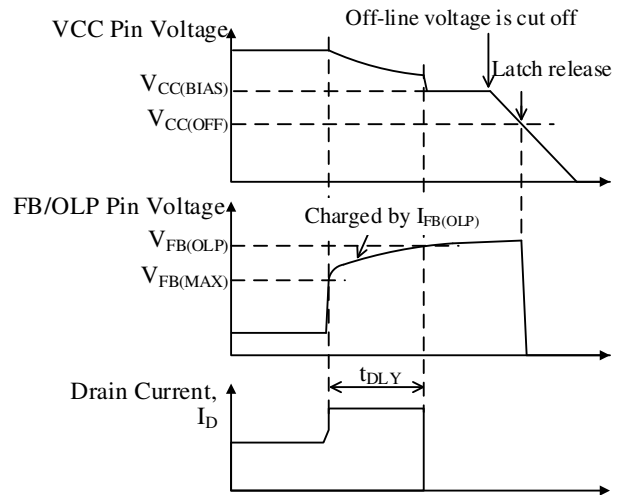 Off-line voltage is cut off
VCC Pin Voltage
Latch release
VCC(BIAS)
VCC(OFF)
FB/OLP Pin Voltage
Charged by IFB(OLP)
VFB(OLP)
VFB(MAX)
tDLY
Drain Current,
ID